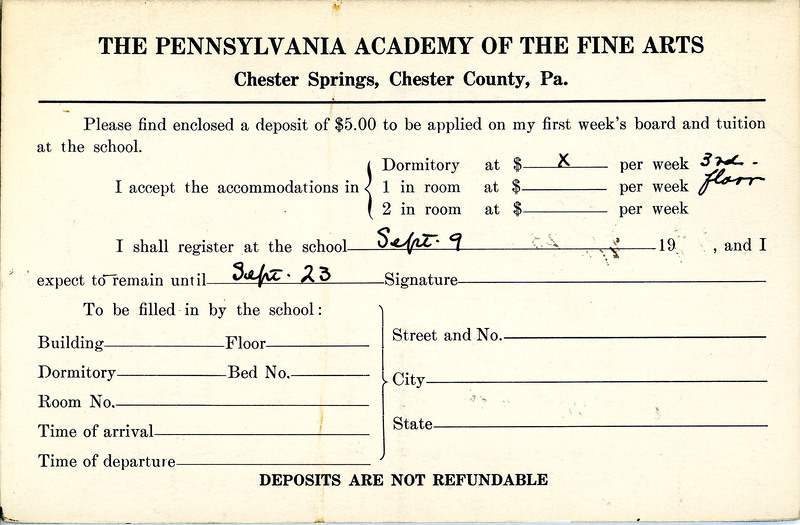 THE PENNSYLVANIA ACADEMY OF THE FINE ARTS
Chester Springs, Chester County, Pa.
Please find enclosed a deposit of $5.00 to be applied on my first week's board and tuition
at the school.
I accept the accommodations in
Dormitory at $ X per week 3rd -
1 in room at $ per week floor
2 in room at $ per week
I shall register at the school Sept. 9 19 , and I
expect to remain until Sept. 23 Signature
To be filled in by the school:
Building Floor
Dormitory Bed No.
Room No.
Time of arrival
Time of departure
Street and No.
City
State
DEPOSITS ARE NOT REFUNDABLE